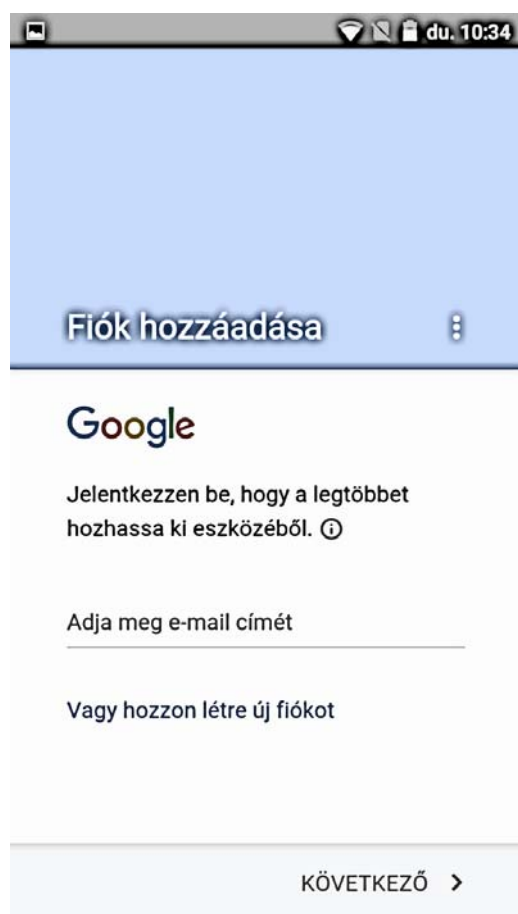 du. 10:34
Fiók hozzáadása
Google
Jelentkezzen be, hogy a legtöbbet
hozhassa ki eszközéből.
Adja meg e-mail címét
Vagy hozzon létre új fiókot
KÖVETKEZŐ